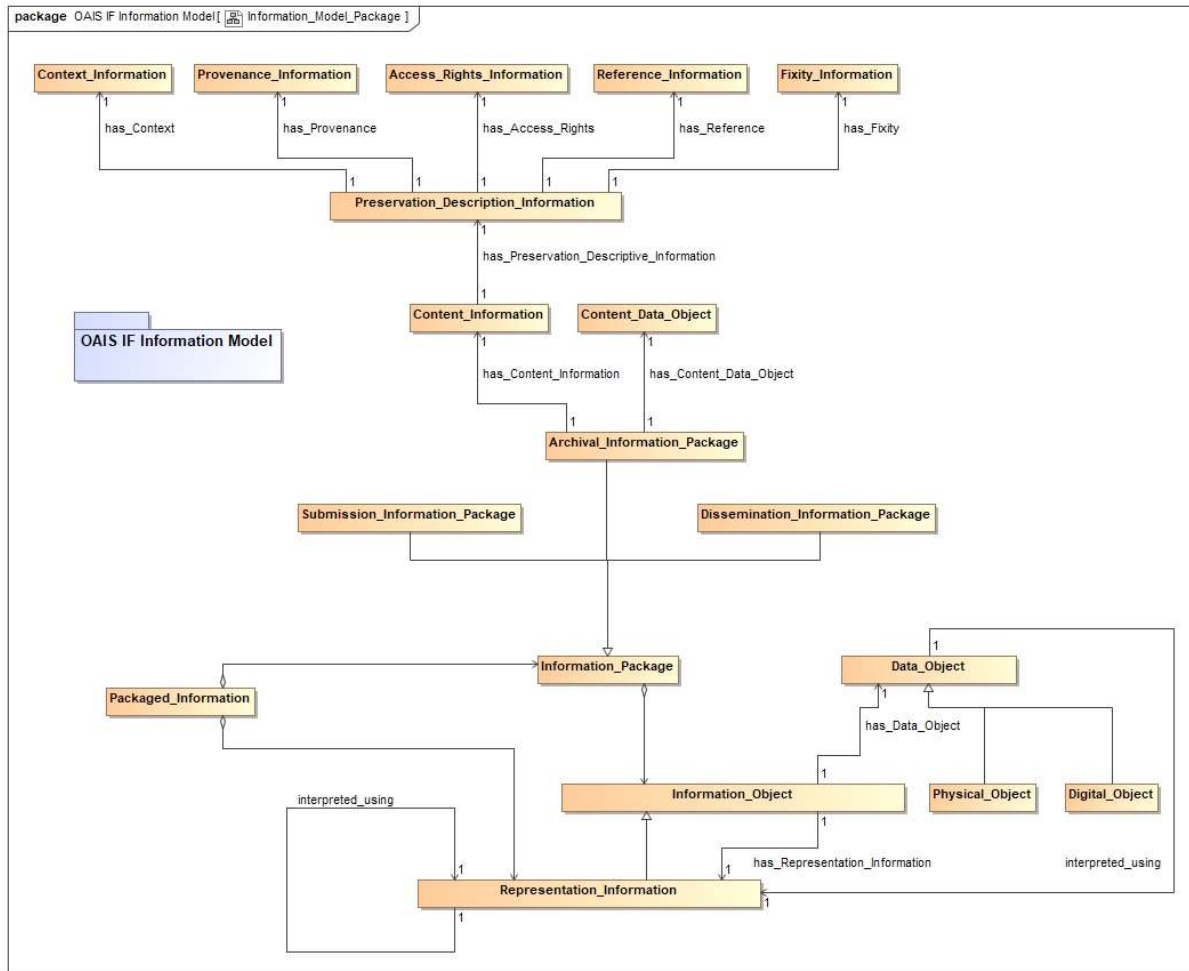 package OAIS IF Information Model[ Information_Model_Package ]
Context_Information
Provenance_Information
Access_Rights_Information
Reference_Information
Fixity_Information
1
1
1
1
1
has_Context
has_Provenance
has_Access_Rights
has_Reference
has_Fixity
1
1
1
1
1
Preservation_Description_Information
1
has_Preservation_Descriptive_Information
1
Content_Information
Content_Data_Object
OAIS IF Information Model
1
1
has_Content_Information
has_Content_Data_Object
1
1
Archival_Information_Package
Submission_Information_Package
Dissemination_Information_Package
1
Information_Package
Data_Object
Packaged_Information
1
has_Data_Object
1
Information_Object
Physical_Object
Digital_Object
interpreted_using
1
has_Representation_Information
interpreted_using
1
1
Representation_Information
1
1